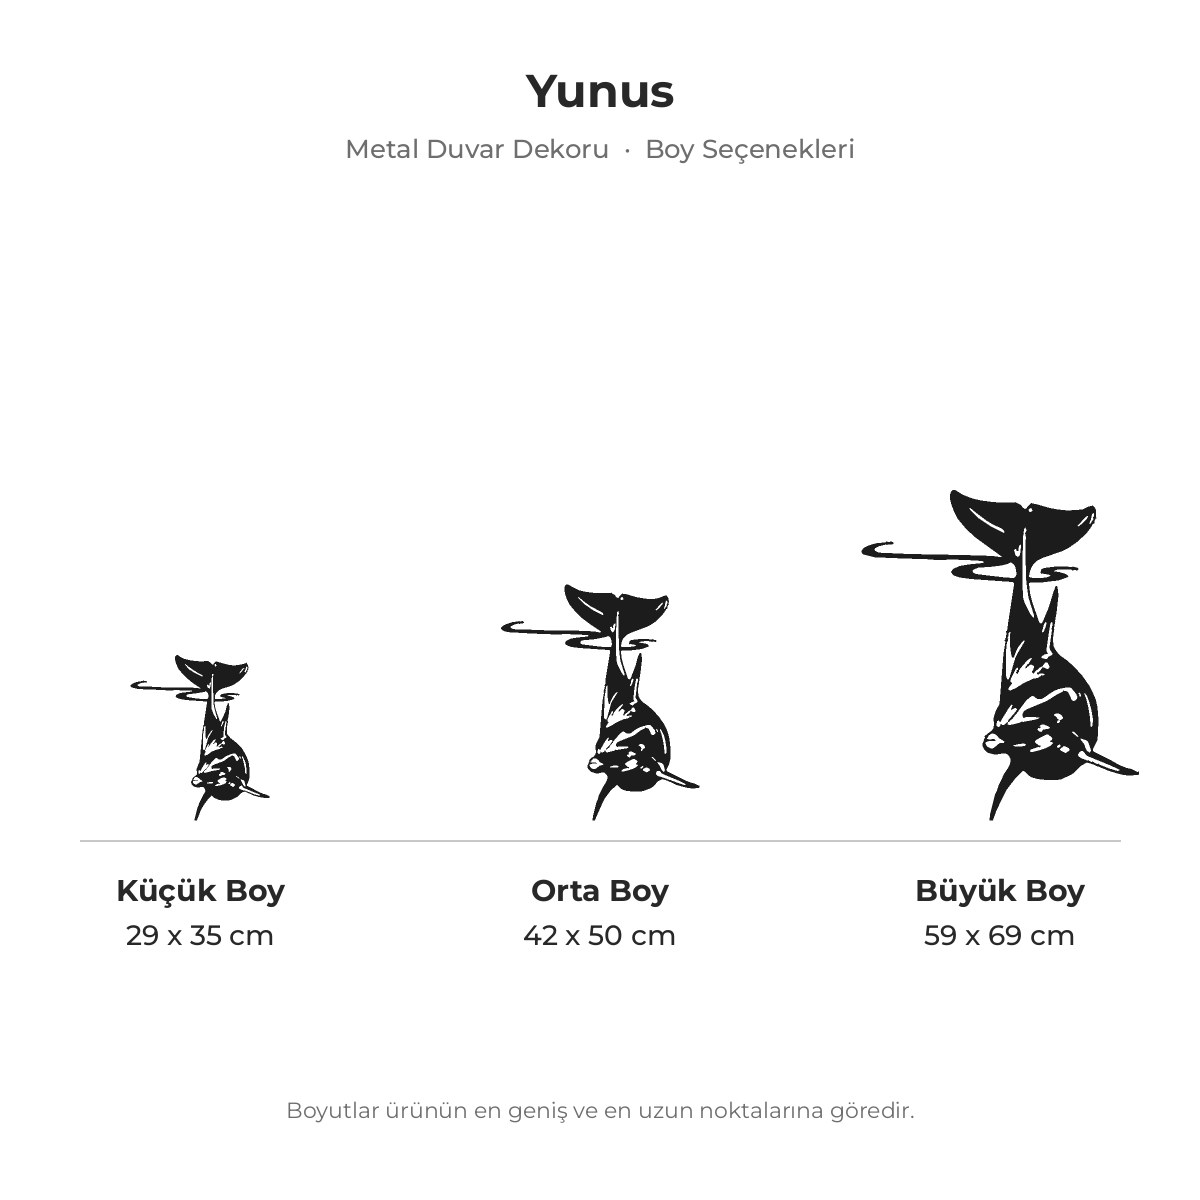 Yunus
Metal Duvar Dekoru · Boy Seçenekleri
Küçük Boy
29 x 35 cm
Orta Boy
42 x 50 cm
Büyük Boy
59 x 69 cm
Boyutlar ürünün en geniş ve en uzun noktalarına göredir.